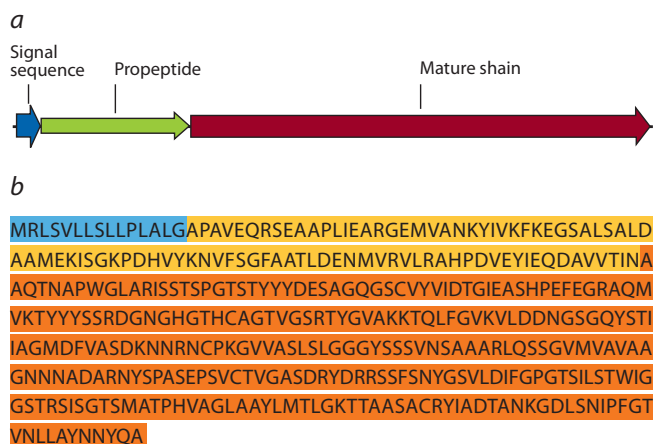 a
Signal
sequence
Propeptide
Mature shain
b
MRLSVLLSLLPLALGAPAVEQRSEAAPLIEARGEMVANKYIVKFKEGSALSALD
AAMEKISGKPDHVYKNVFSGFAATLDENMVRVLRAHPDVEYIEQDAVVTINA
AQTNAPWGLARISSTSPGTSTYYYDESAGQGSCVYVIDTGIEASHPEFEGRAQM
VKTYYYSSRDGNGHGTHCAGTVGSRTYGVAKKTQLFGVKVLDDNGSGQYSTI
IAGMDFVASDKNNRNCPKGVVASLSLGGGYSSSVNSAAARLQSSGVMVAVAA
GNNNADARNYSPASEPSVCTVGASDRYDRRSSFSNYGSVLDIFGPGTSILSTWIG
GSTRSISGTSMATPHVAGLAAYLMTLGKTTAASACRYIADTANKGDLSNIPFGT
VNLLAYNNYQA